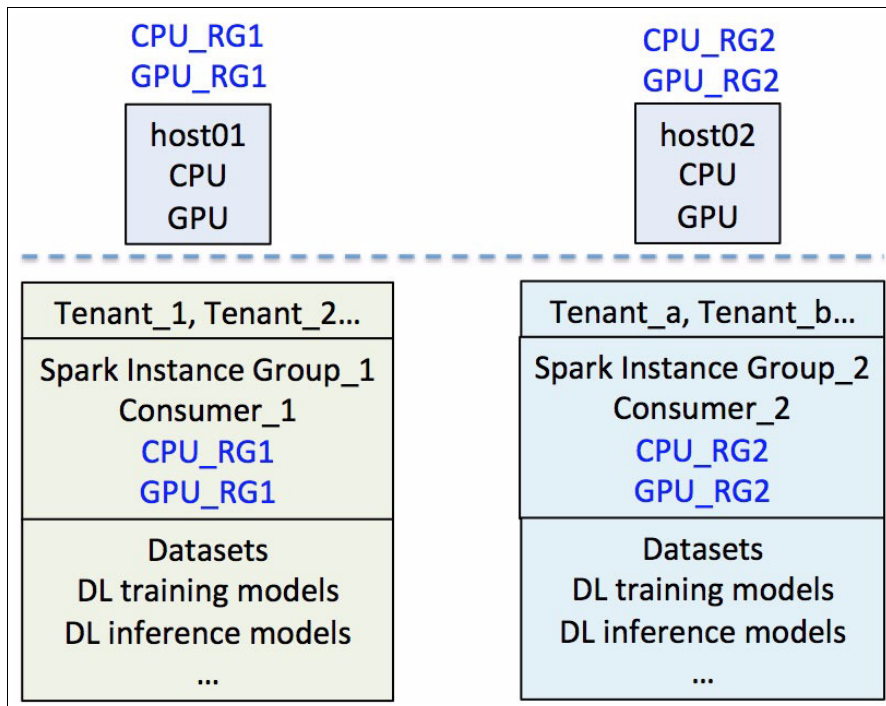 CPU_RG1
GPU_RG1
host01
CPU
GPU
CPU_RG2
GPU_RG2
host02
CPU
GPU
Tenant_1, Tenant_2...
Spark Instance Group_1
Consumer_1
CPU_RG1
GPU_RG1
Datasets
DL training models
DL inference models
...
Tenant_a, Tenant_b...
Spark Instance Group_2
Consumer_2
CPU_RG2
GPU_RG2
Datasets
DL training models
DL inference models
...